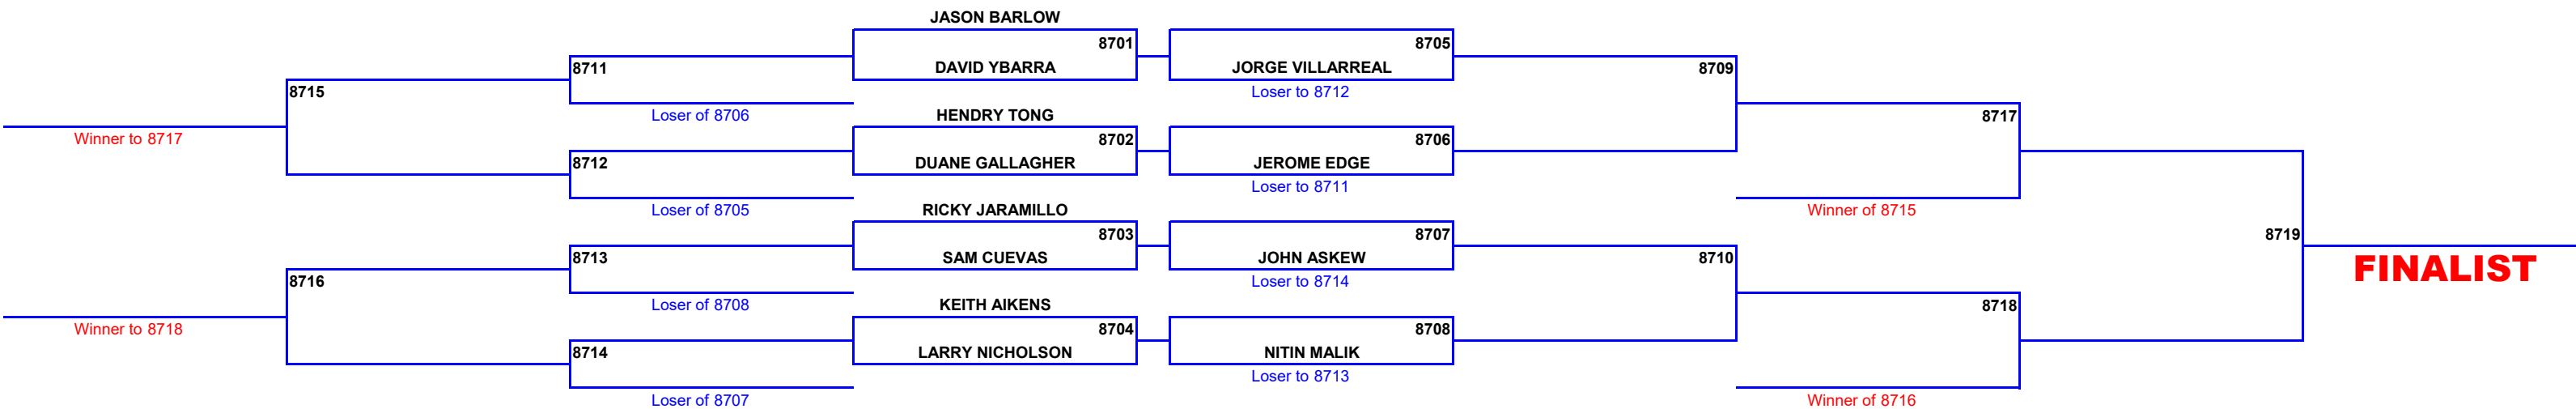 JASON BARLOW
8701
8705
8711
DAVID YBARRA
JORGE VILLARREAL
8709
8715
Loser to 8712
Loser of 8706
HENDRY TONG
8717
Winner to 8717
8702
8706
8712
DUANE GALLAGHER
JEROME EDGE
Loser to 8711
Loser of 8705
RICKY JARAMILLO
Winner of 8715
8703
8707
8719
8713
SAM CUEVAS
JOHN ASKEW
8710
FINALIST
8716
Loser to 8714
Loser of 8708
KEITH AIKENS
8718
Winner to 8718
8704
8708
8714
LARRY NICHOLSON
NITIN MALIK
Loser to 8713
Loser of 8707
Winner of 8716